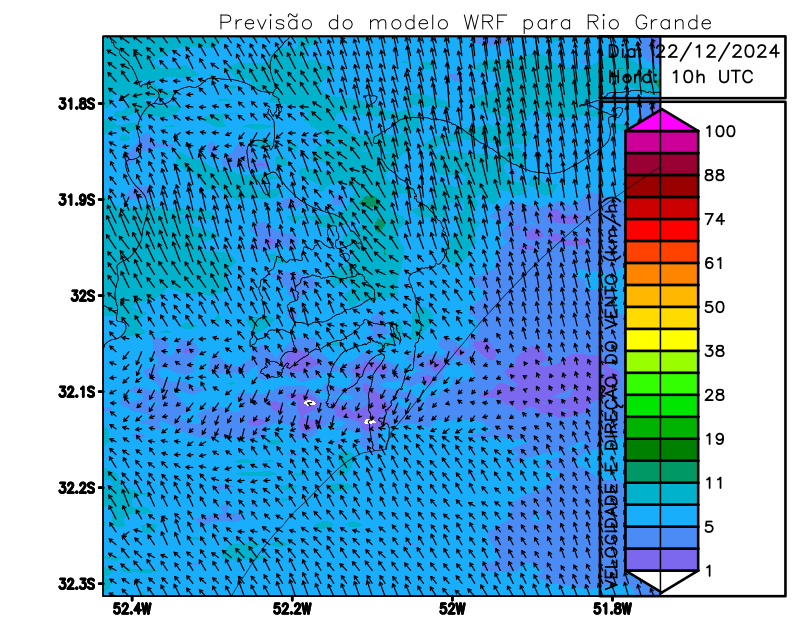 Previsão do modelo WRF para Rio Grande
Dia: 22/12/2024
Hora: 10h UTC
31.8S
31.9S
32S
32.1S
32.2S
32.3S
52.4W
52.2W
52W
51.8W
VELOCIDADE E DIREÇÃO DO VENTO (km/h)
100
88
74
61
50
38
28
19
11
5
1